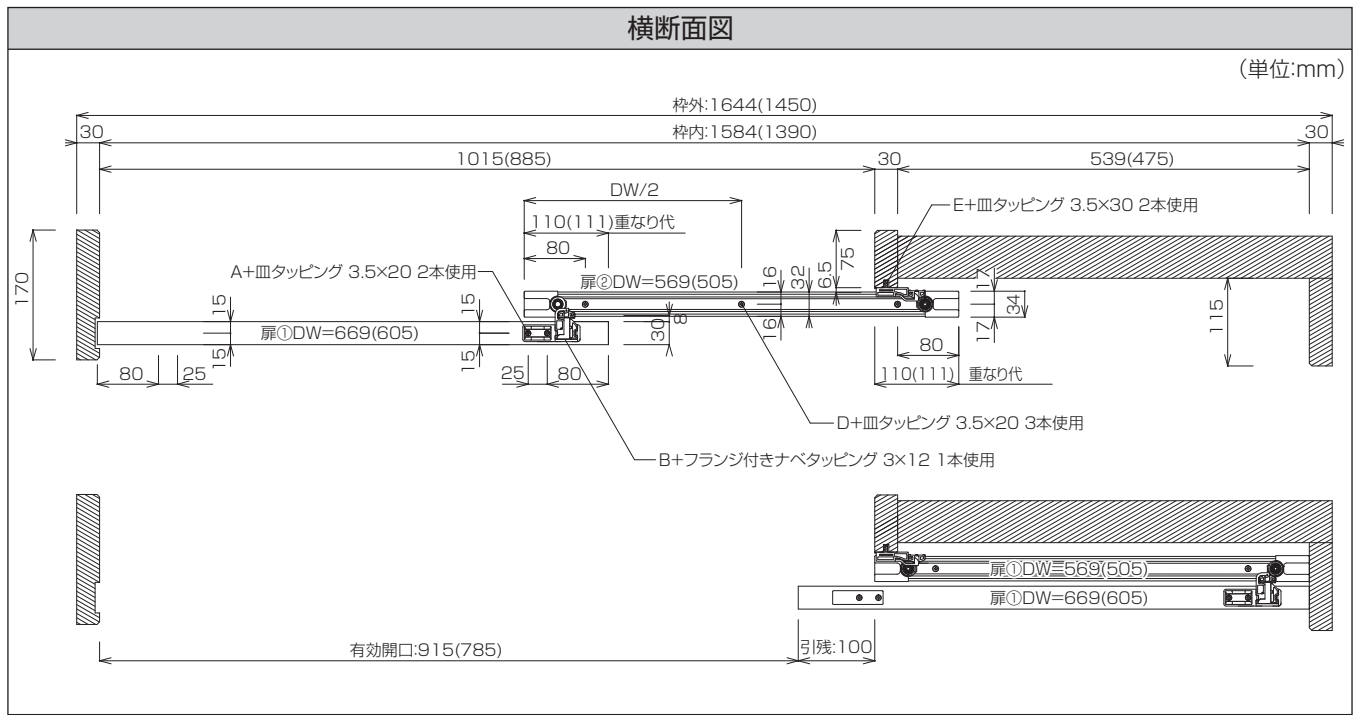 横断面図
（単位:mm）
枠外:1644(1450)
30
枠内:1584(1390)
30
1015(885)
30
539(475)
DW/2
E+皿タッピング 3.5×30 2本使用
110(111)重なり代
80
A+皿タッピング 3.5×20 2本使用
扉②DW=569(505)
16
32
6.5
75
17
170
15
15
扉①DW=669(605)
30
8
16
17
34
115
15
15
80
25
25
80
80
110(111) 重なり代
D+皿タッピング 3.5×20 3本使用
B+フランジ付きナベタッピング 3×12 1本使用
扉①DW=569(505)
扉①DW=669(605)
有効開口:915(785)
引残:100